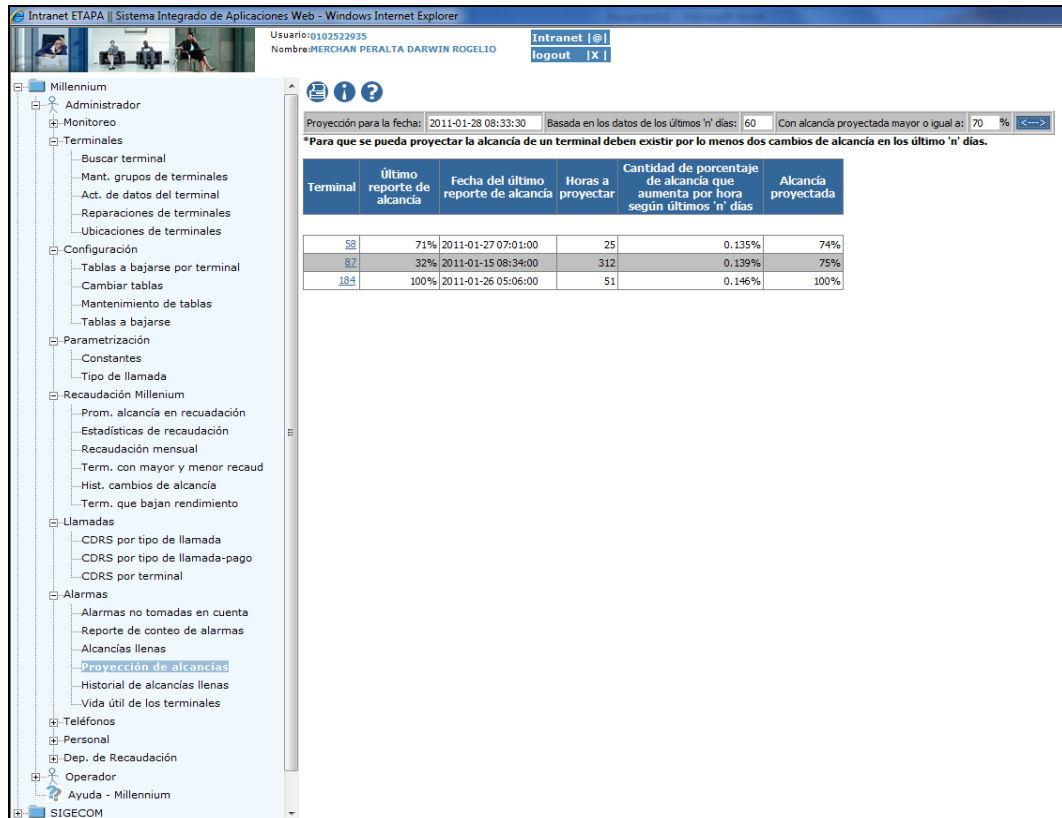 Intranet ETAPA || Sistema Integrado de Aplicaciones Web - Windows Internet Explorer
Usuario:0102522935
Nombre:MERCHAN PERALTA DARWIN ROGELIO
Intranet |@|
logout |X|
Millennium
Administrador
Monitoreo
Terminales
Buscar terminal
Mant. grupos de terminales
Act. de datos del terminal
Reparaciones de terminales
Ubicaciones de terminales
Configuración
Tablas a bajarse por terminal
Cambiar tablas
Mantenimiento de tablas
Tablas a bajarse
Parametrización
Constantes
Tipo de llamada
Recaudación Millenium
Prom. alcancía en recuadación
Estadísticas de recaudación
Recaudación mensual
Term. con mayor y menor recaud
Hist. cambios de alcancía
Term. que bajan rendimiento
Llamadas
CDRS por tipo de llamada
CDRS por tipo de llamada-pago
CDRS por terminal
Alarmas
Alarmas no tomadas en cuenta
Reporte de conteo de alarmas
Alcancías llenas
Proyección de alcancías
Historial de alcancías llenas
Vida útil de los terminales
Teléfonos
Personal
Dep. de Recaudación
Operador
Ayuda - Millennium
SIGECOM
Proyección para la fecha: 2011-01-28 08:33:30 Basada en los datos de los últimos 'n' días: 60 Con alcancía proyectada mayor o igual a: 70 % <--->
*Para que se pueda proyectar la alcancía de un terminal deben existir por lo menos dos cambios de alcancía en los último 'n' días.
Terminal
Último reporte de alcancía
Fecha del último reporte de alcancía
Horas a proyectar
Cantidad de porcentaje de alcancía que aumenta por hora según últimos 'n' días
Alcancía proyectada
58 71% 2011-01-27 07:01:00 25 0.135% 74%
87 32% 2011-01-15 08:34:00 312 0.139% 75%
184 100% 2011-01-26 05:06:00 51 0.146% 100%